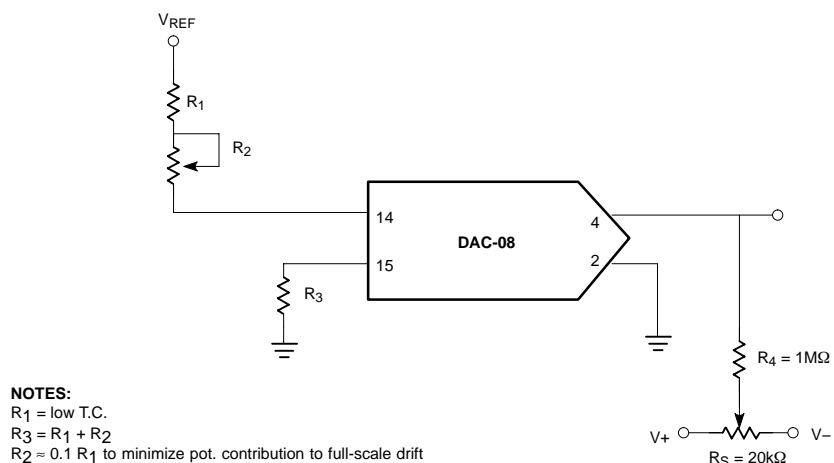 VREF
R1
R2
14
4
DAC-08
15
2
R3
R4 = 1MΩ
NOTES:
R1 = low T.C.
R3 = R1 + R2
R2 ≈ 0.1 R1 to minimize pot. contribution to full-scale drift
V+
V−
RS = 20kΩ